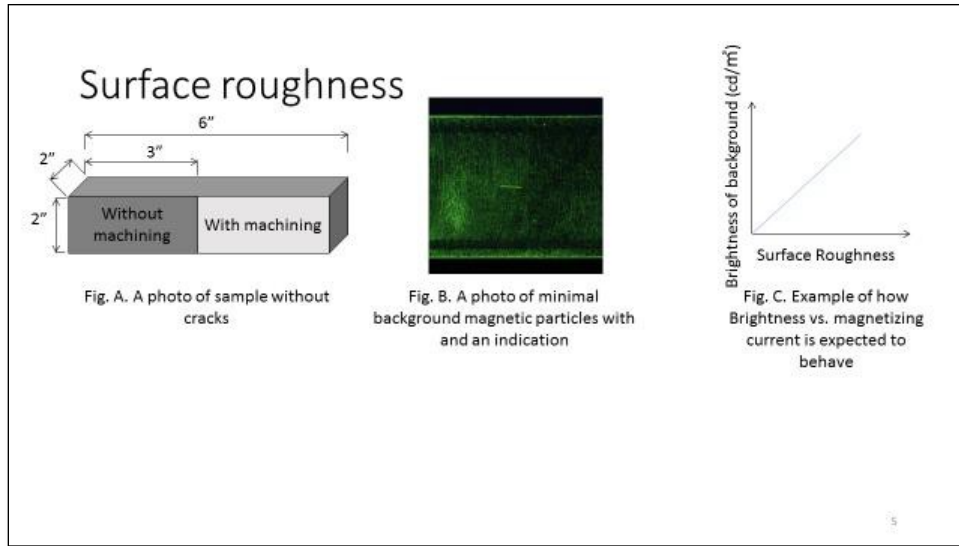 Surface roughness
6”
3”
2”
2”
Without
machining
With machining
Fig. A. A photo of sample without
cracks
Fig. B. A photo of minimal
background magnetic particles with
and an indication
Brightness of background (cd/m²)
Surface Roughness
Fig. C. Example of how
Brightness vs. magnetizing
current is expected to
behave
5